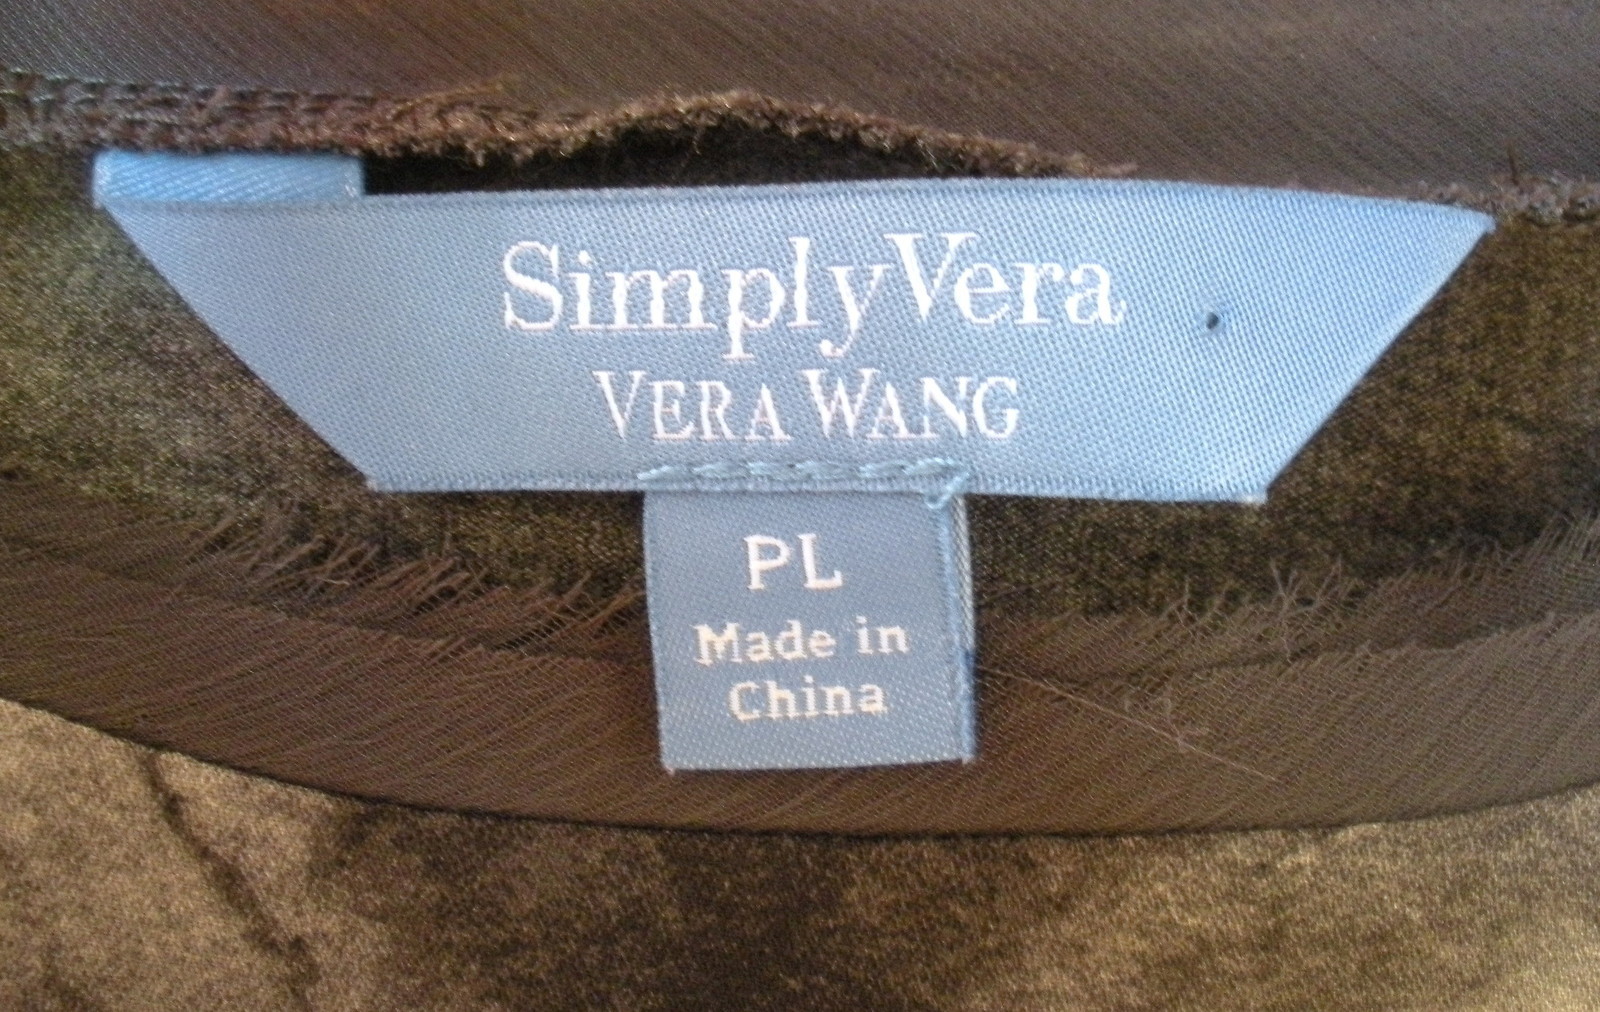 SimplyVera
VERA WANG
PL
Made in
China